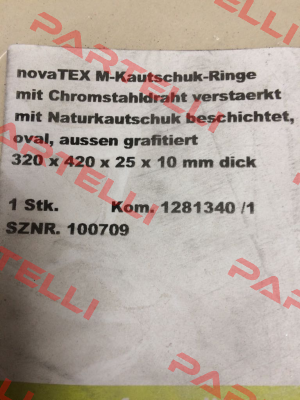 novaTEX M-Kautschuk-Ringe
mit Chromstahldraht verstaerkt
mit Naturkautschuk beschichtet,
oval, aussen grafitiert
320 x 420 x 25 x 10 mm dick
1 Stk. Kom. 1281340 /1
SZNR. 100709
PARTELLI
PARTELLI
PARTELLI